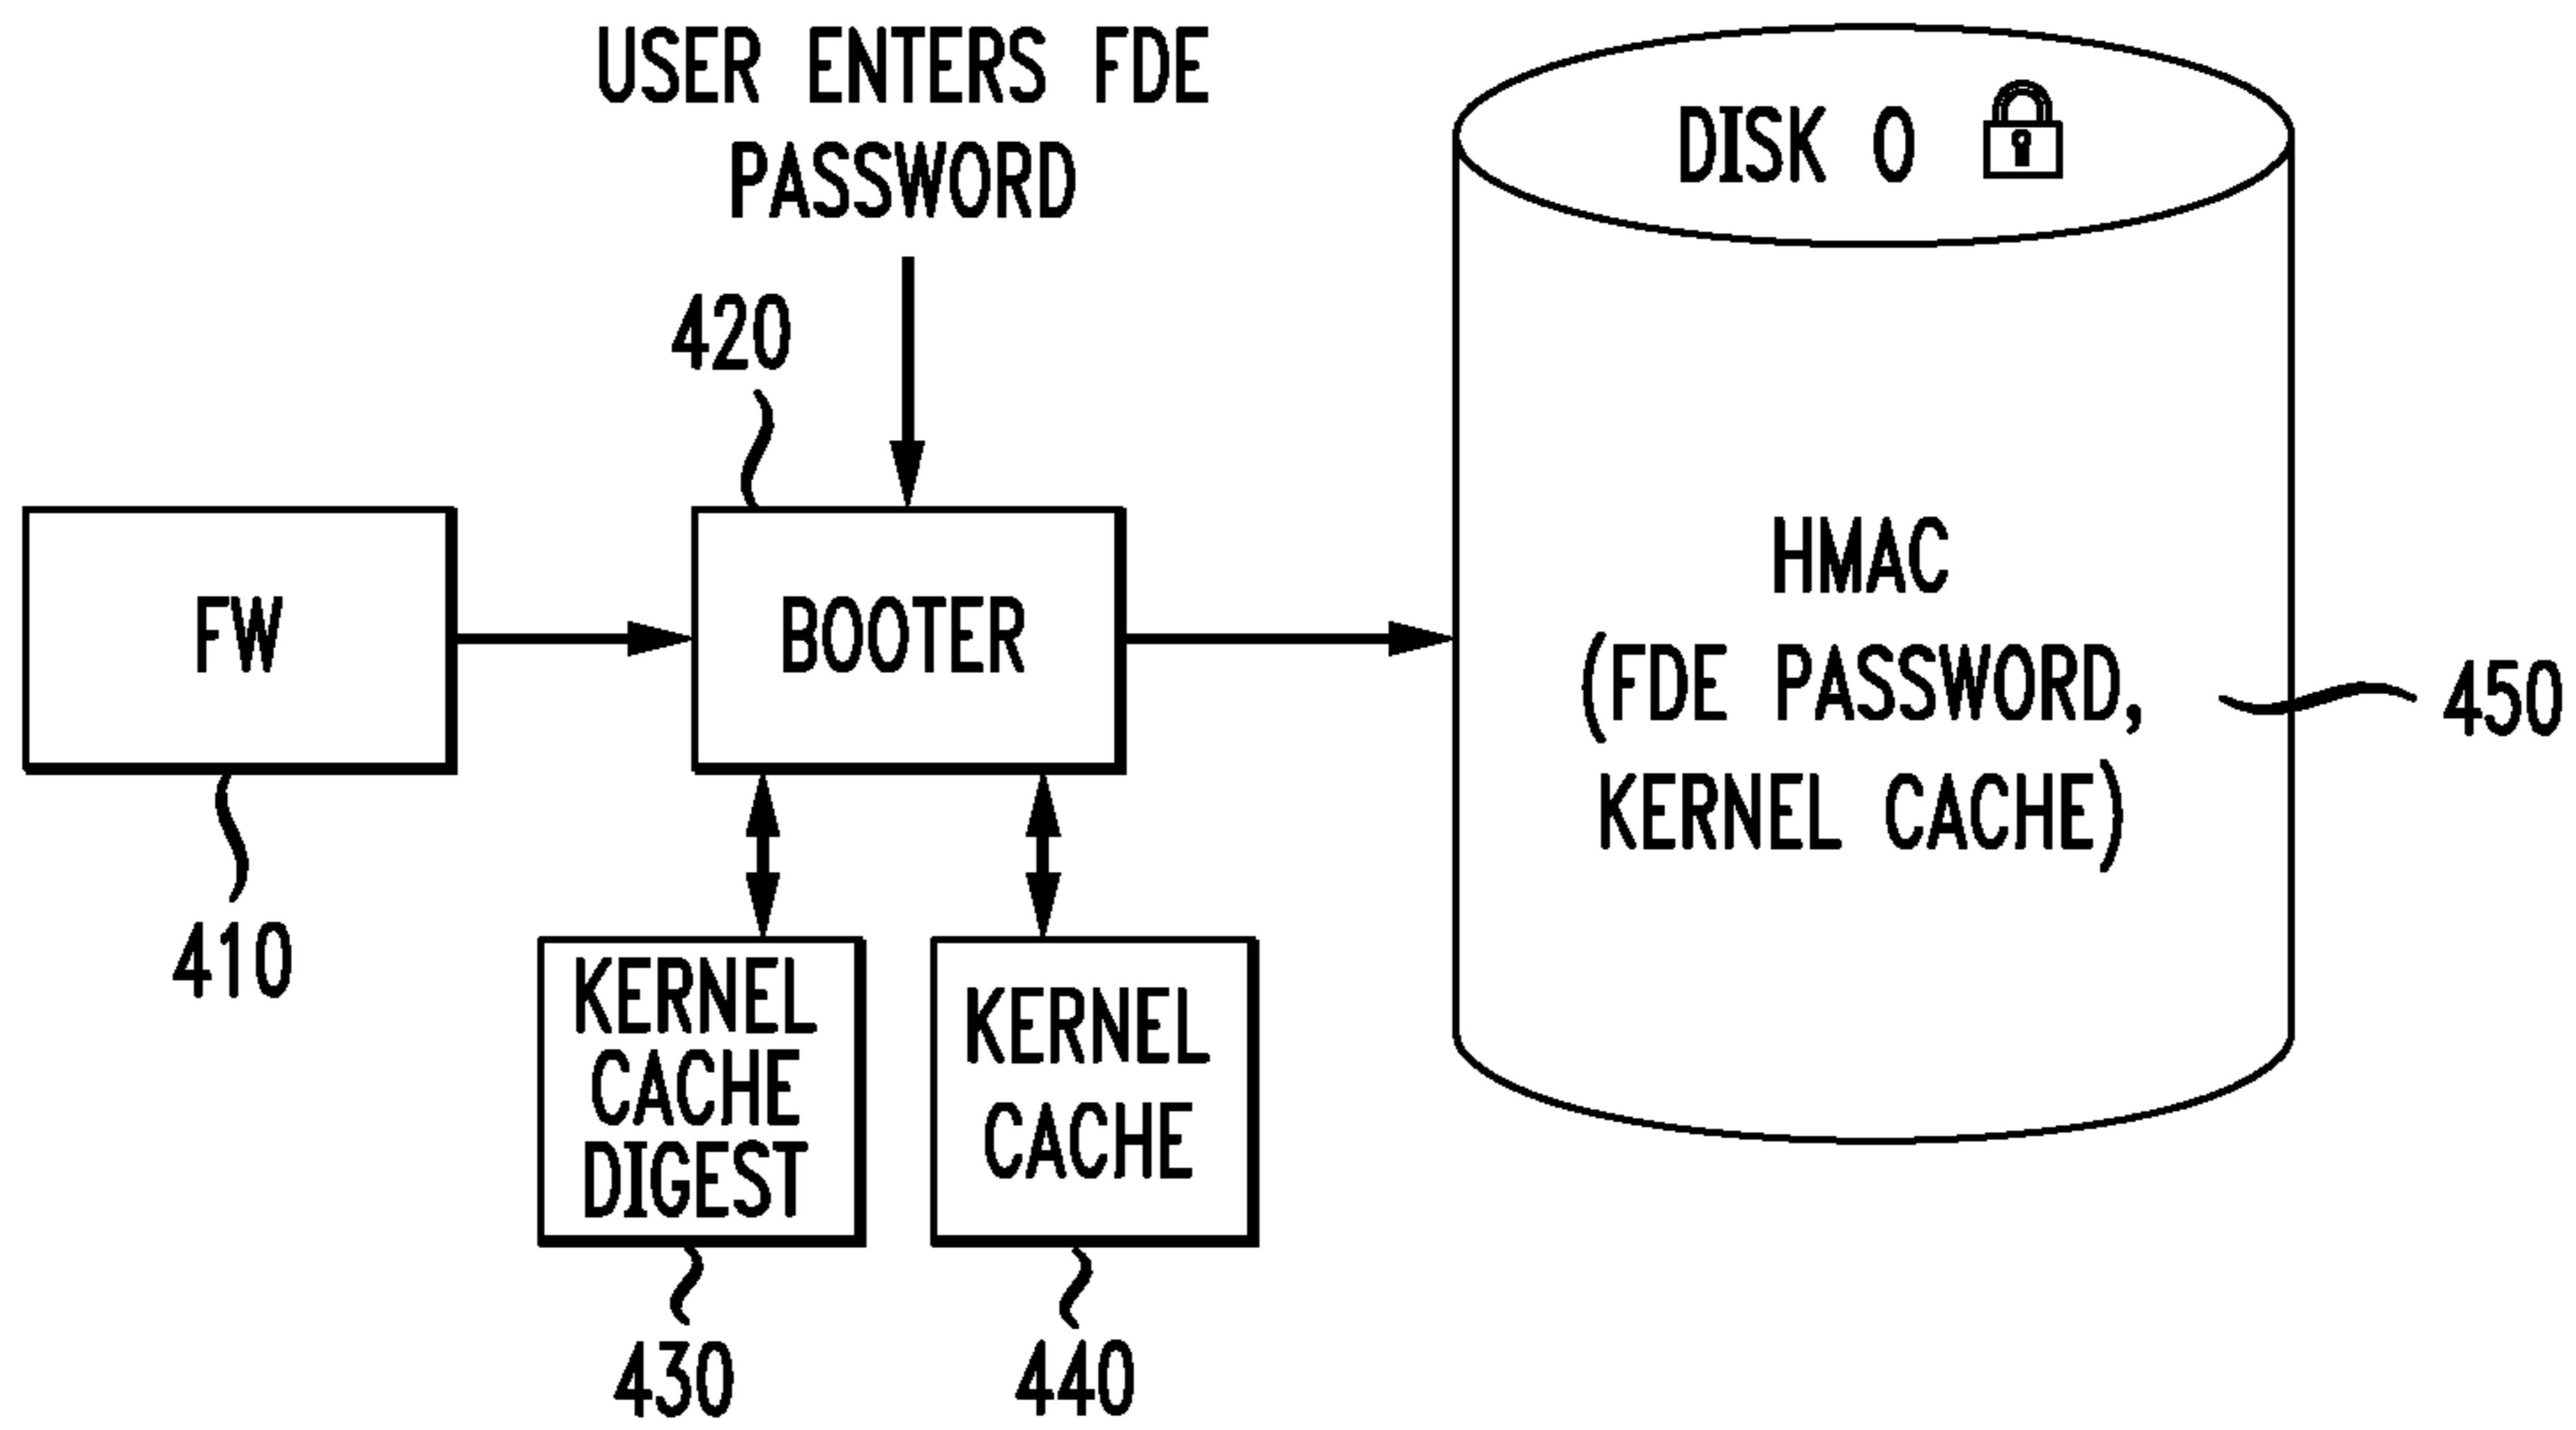 USER ENTERS FDE
PASSWORD
DISK 0
420
FW
BOOTER
HMAC
(FDE PASSWORD,
KERNEL CACHE)
450
410
KERNEL
CACHE
DIGEST
KERNEL
CACHE
430
440